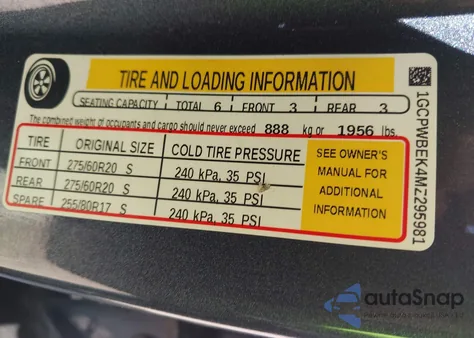 TIRE AND LOADING INFORMATION
SEATING CAPACITY | TOTAL 6 | FRONT 3 | REAR 3
The combined weight of occupants and cargo should never exceed 888 kg or 1956 lbs.
TIRE ORIGINAL SIZE COLD TIRE PRESSURE
FRONT 275/60R20 S 240 kPa, 35 PSI
REAR 275/60R20 S 240 kPa, 35 PSI
SPARE 255/80R17 S 240 kPa, 35 PSI
SEE OWNER'S
MANUAL FOR
ADDITIONAL
INFORMATION
1GCPWBEK4MZ295981
autaSnap